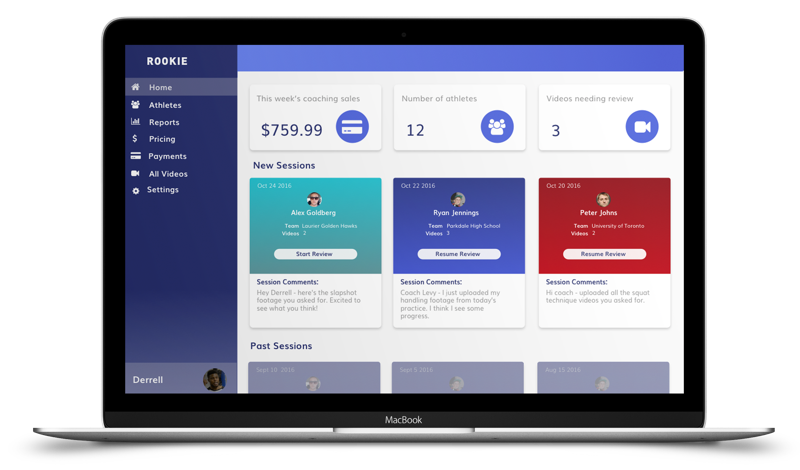 ROOKIE
Home
Athletes
Reports
Pricing
Payments
All Videos
Settings
Derrell
This week's coaching sales
$759.99
Number of athletes
12
Videos needing review
3
New Sessions
Oct 24 2016
Alex Goldberg
Team Laurier Golden Hawks
Videos 2
Start Review
Session Comments:
Hey Derrell - here's the slapshot
footage you asked for. Excited to
see what you think!
Oct 22 2016
Ryan Jennings
Team Parkdale High School
Videos 3
Resume Review
Session Comments:
Coach Levy - I just uploaded my
handling footage from today's
practice. I think I see some
progress.
Oct 20 2016
Peter Johns
Team University of Toronto
Videos 2
Resume Review
Session Comments:
Hi coach - uploaded all the squat
technique videos you asked for.
Past Sessions
Sept 10 2016
Sept 5 2016
Aug 15 2016
MacBook